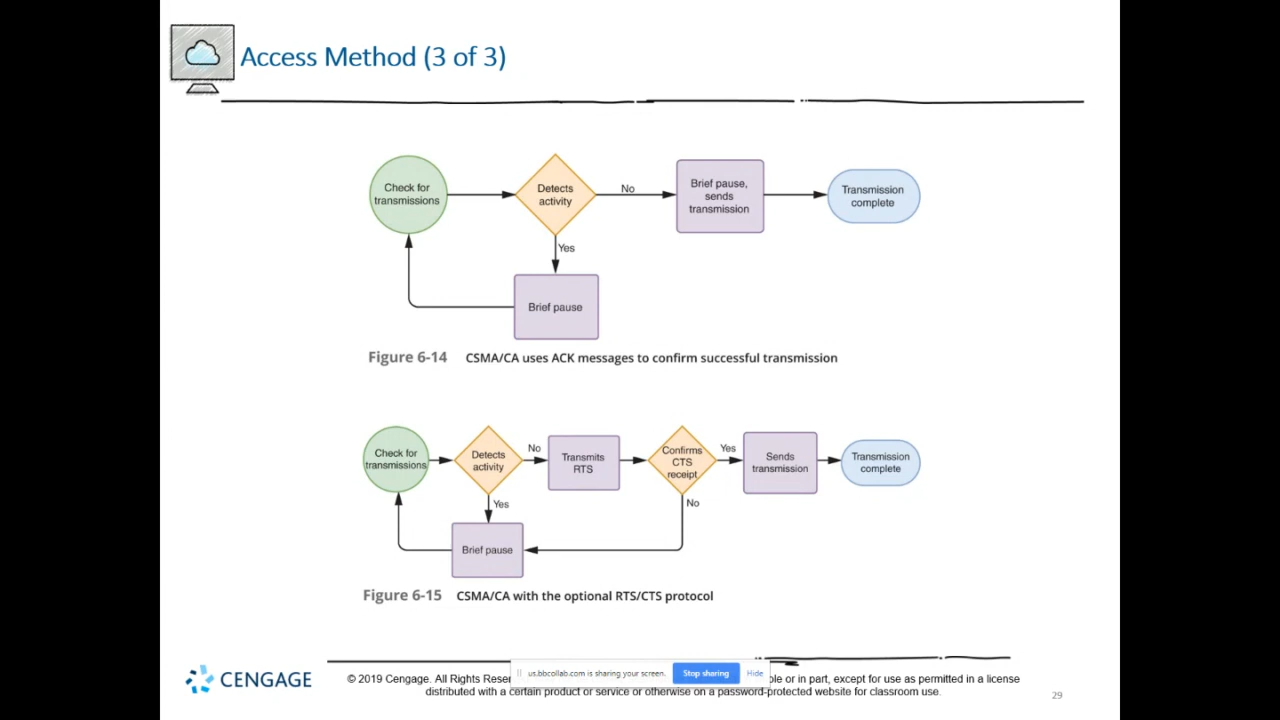 Access Method (3 of 3)
Check for
transmissions
Detects
activity
No
Brief pause,
sends
transmission
Transmission
complete
Yes
Brief pause
Figure 6-14 CSMA/CA uses ACK messages to confirm successful transmission
Check for
transmissions
Detects
activity
No
Transmits
RTS
Confirms
CTS
receipt
Yes
Sends
transmission
Transmission
complete
Yes
No
Brief pause
Figure 6-15 CSMA/CA with the optional RTS/CTS protocol
CENGAGE
© 2019 Cengage. All Rights
us.bbcollab.com is sharing your screen.
Stop sharing
Hide
or in part, except for use as permitted in a license
distributed with a certain product or service or otherwise on a password-protected website for classroom use.
29